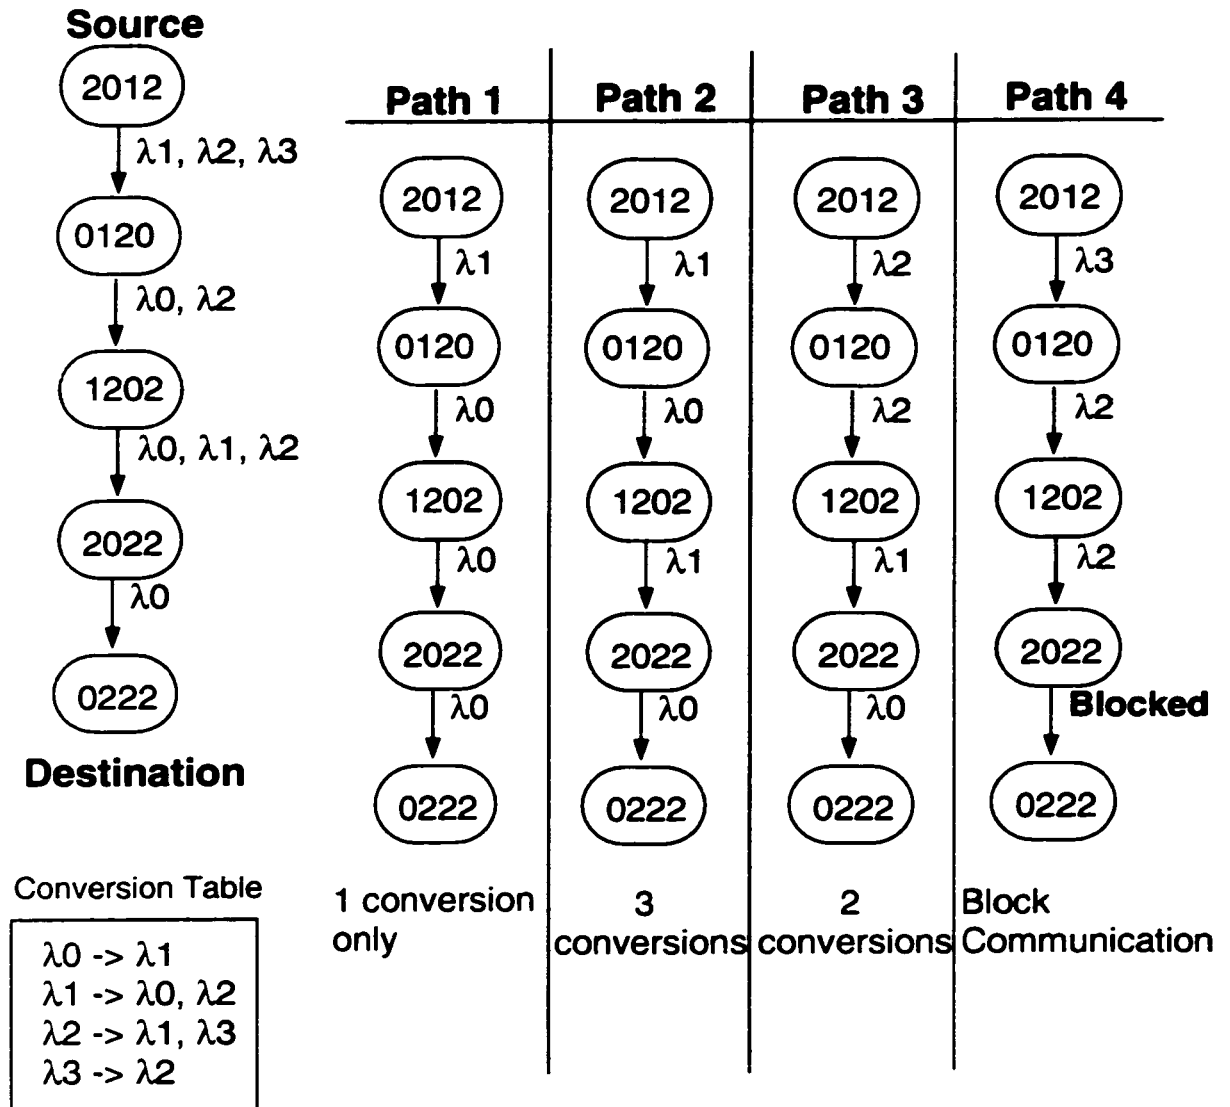 Source
2012
λ1, λ2, λ3
0120
λ0, λ2
1202
λ0, λ1, λ2
2022
λ0
0222
Destination
Conversion Table
λ0 -> λ1
λ1 -> λ0, λ2
λ2 -> λ1, λ3
λ3 -> λ2
Path 1
2012
λ1
0120
λ0
1202
λ0
2022
λ0
0222
1 conversion
only
Path 2
2012
λ1
0120
λ0
1202
λ1
2022
λ0
0222
3
conversions
Path 3
2012
λ2
0120
λ2
1202
λ1
2022
λ0
0222
2
conversions
Path 4
2012
λ3
0120
λ2
1202
λ2
2022
Blocked
0222
Block
Communication